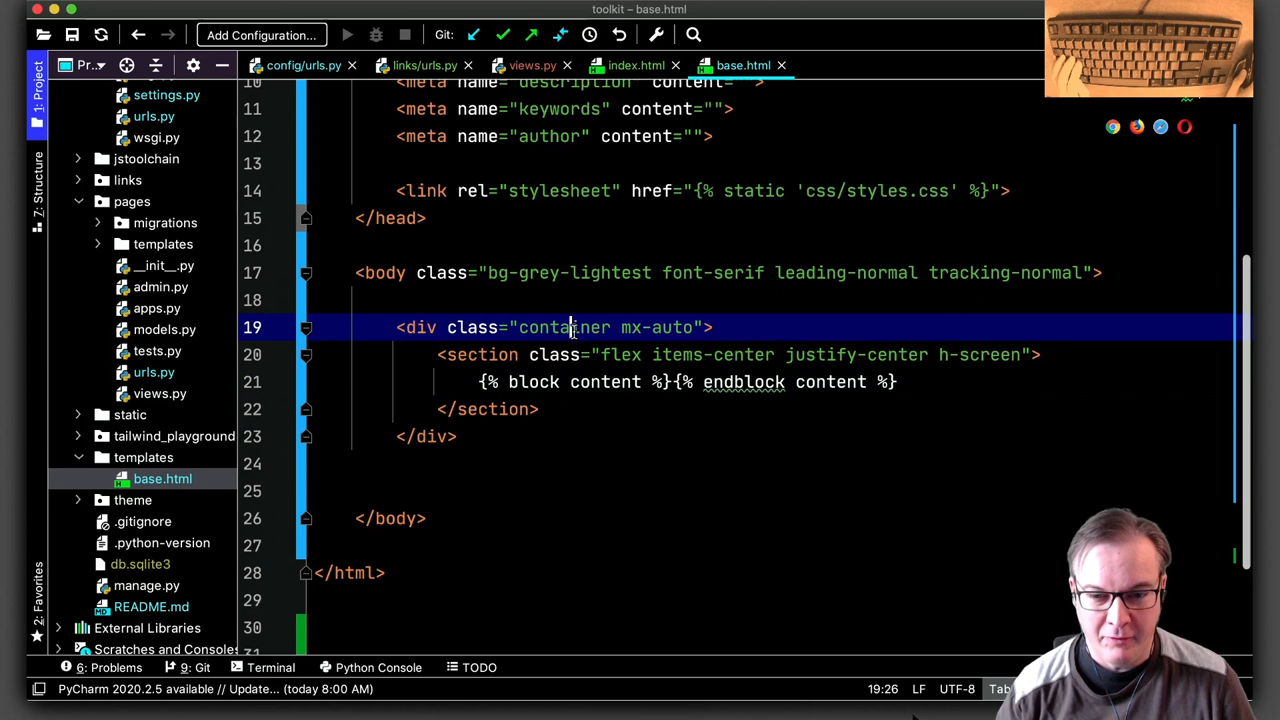 toolkit – base.html
Add Configuration...
Git:
1: Project
Pr...
config/urls.py
links/urls.py
views.py
index.html
base.html
settings.py
urls.py
wsgi.py
jstoolchain
links
pages
migrations
templates
__init__.py
admin.py
apps.py
models.py
tests.py
urls.py
views.py
static
tailwind_playground
templates
base.html
theme
.gitignore
.python-version
db.sqlite3
manage.py
README.md
External Libraries
Scratches and Consoles
Z: Structure
2: Favorites
10 <meta name="description" content="">
11 <meta name="keywords" content="">
12 <meta name="author" content="">
13
14 <link rel="stylesheet" href="{% static 'css/styles.css' %}">
15 </head>
16
17 <body class="bg-grey-lightest font-serif leading-normal tracking-normal">
18
19 <div class="container mx-auto">
20 <section class="flex items-center justify-center h-screen">
21 {% block content %}{% endblock content %}
22 </section>
23 </div>
24
25
26 </body>
27
28 </html>
29
30
6: Problems
9: Git
Terminal
Python Console
TODO
PyCharm 2020.2.5 available // Update... (today 8:00 AM)
19:26
LF
UTF-8